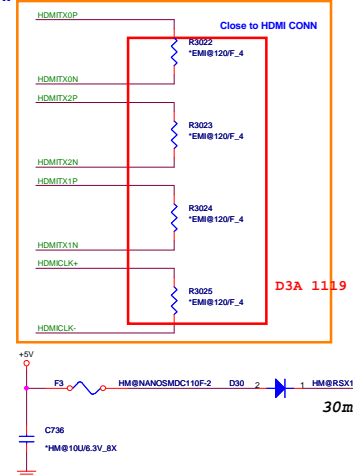 HDMITX0P
Close to HDMI CONN
R3022
*EMI@120/F_4
HDMITX0N
HDMITX2P
R3023
*EMI@120/F_4
HDMITX2N
HDMITX1P
R3024
*EMI@120/F_4
HDMITX1N
HDMICLK+
D3A 1119
R3025
*EMI@120/F_4
HDMICLK-
+5V
F3 HM@NANOSMDC110F-2 D30 2 1 HM@RSX1
30m
C736
*HM@10U/6.3V_8X